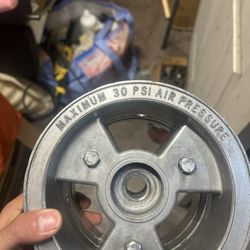 MAXIMUM 30 PSI AIR PRESSURE